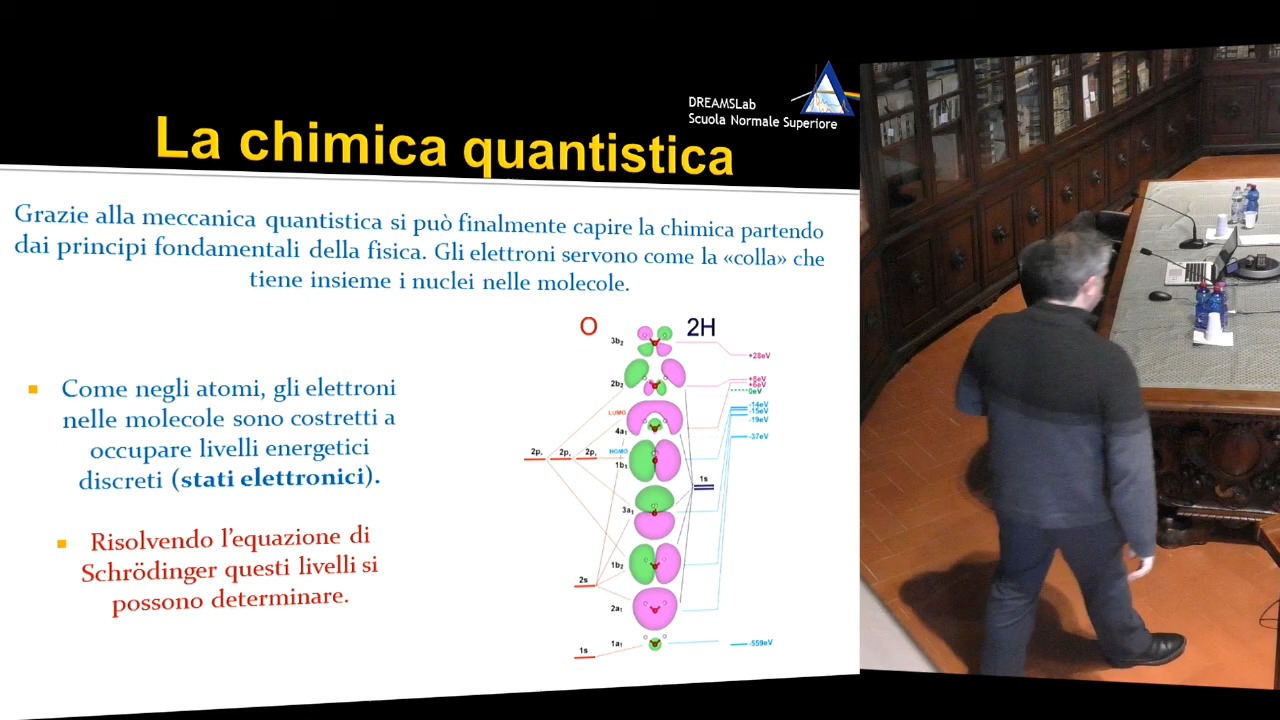 DREAMSLab
Scuola Normale Superiore
La chimica quantistica
Grazie alla meccanica quantistica si può finalmente capire la chimica partendo
dai principi fondamentali della fisica. Gli elettroni servono come la «colla» che
tiene insieme i nuclei nelle molecole.
Come negli atomi, gli elettroni
nelle molecole sono costretti a
occupare livelli energetici
discreti (stati elettronici).
Risolvendo l'equazione di
Schrödinger questi livelli si
possono determinare.
O 2H
3b₂
+28eV
2b₂
+8eV
+6eV
0eV
LUMO
-14eV
-15eV
4a₁
-19eV
-37eV
HOMO
1b₁
1s
3a₁
1b₂
2s
2a₁
1a₁
-559eV
1s